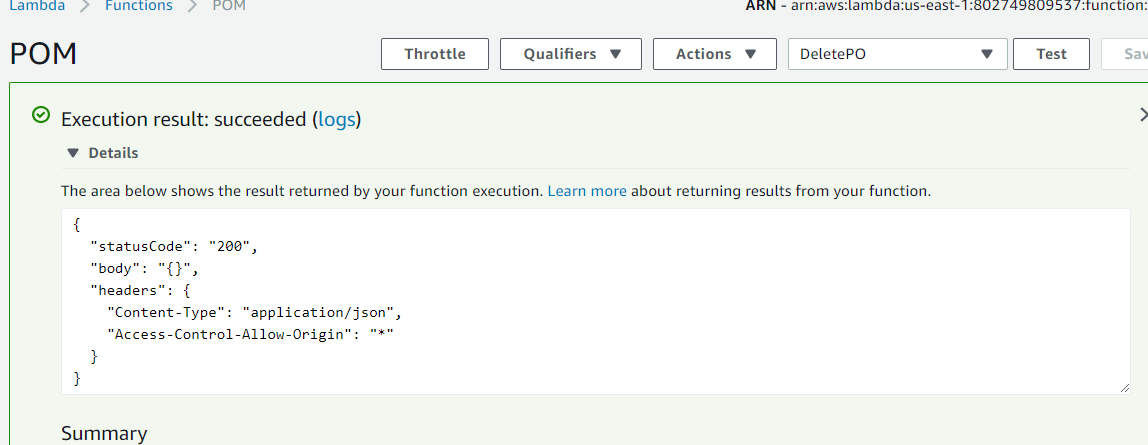 Lambda > Functions > POM
ARN - arn:aws:lambda:us-east-1:802749809537:function:
POM
Throttle Qualifiers Actions DeletePO Test Sav
Execution result: succeeded (logs)
Details
The area below shows the result returned by your function execution. Learn more about returning results from your function.
{
"statusCode": "200",
"body": "{}",
"headers": {
"Content-Type": "application/json",
"Access-Control-Allow-Origin": "*"
}
}
Summary